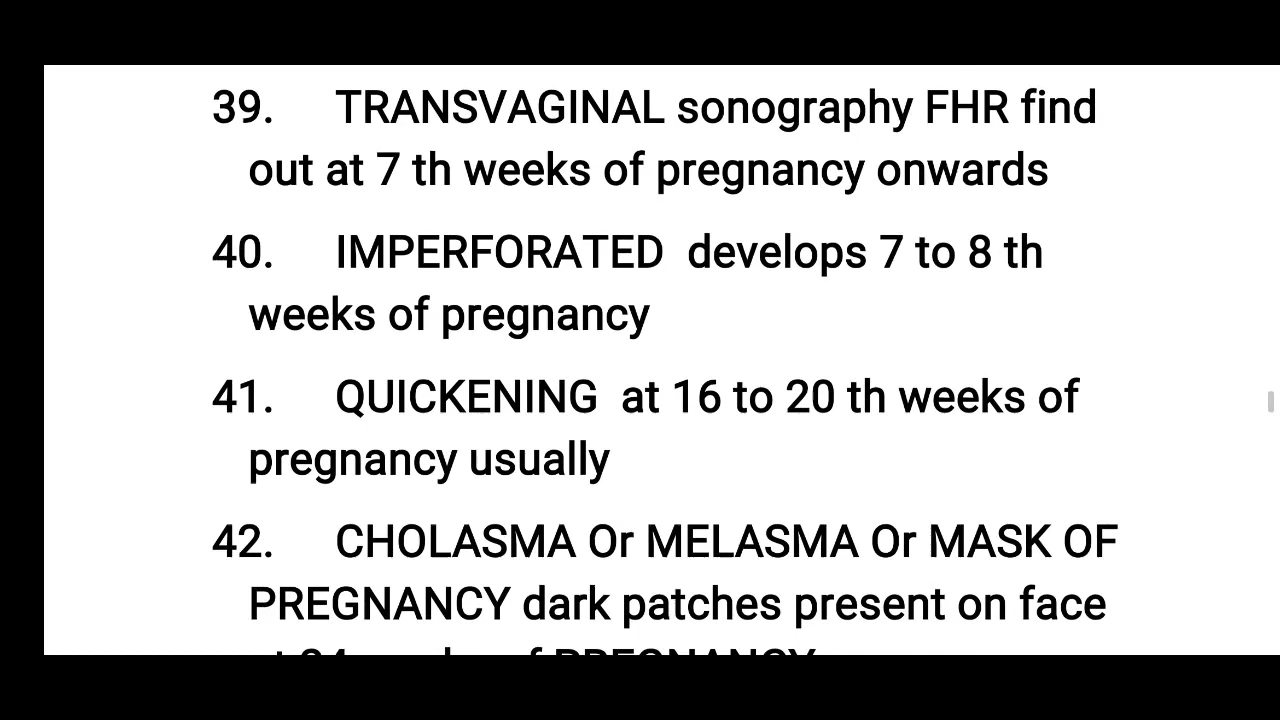 39. TRANSVAGINAL sonography FHR find
out at 7 th weeks of pregnancy onwards
40. IMPERFORATED develops 7 to 8 th
weeks of pregnancy
41. QUICKENING at 16 to 20 th weeks of
pregnancy usually
42. CHOLASMA Or MELASMA Or MASK OF
PREGNANCY dark patches present on face
PREGNANCY